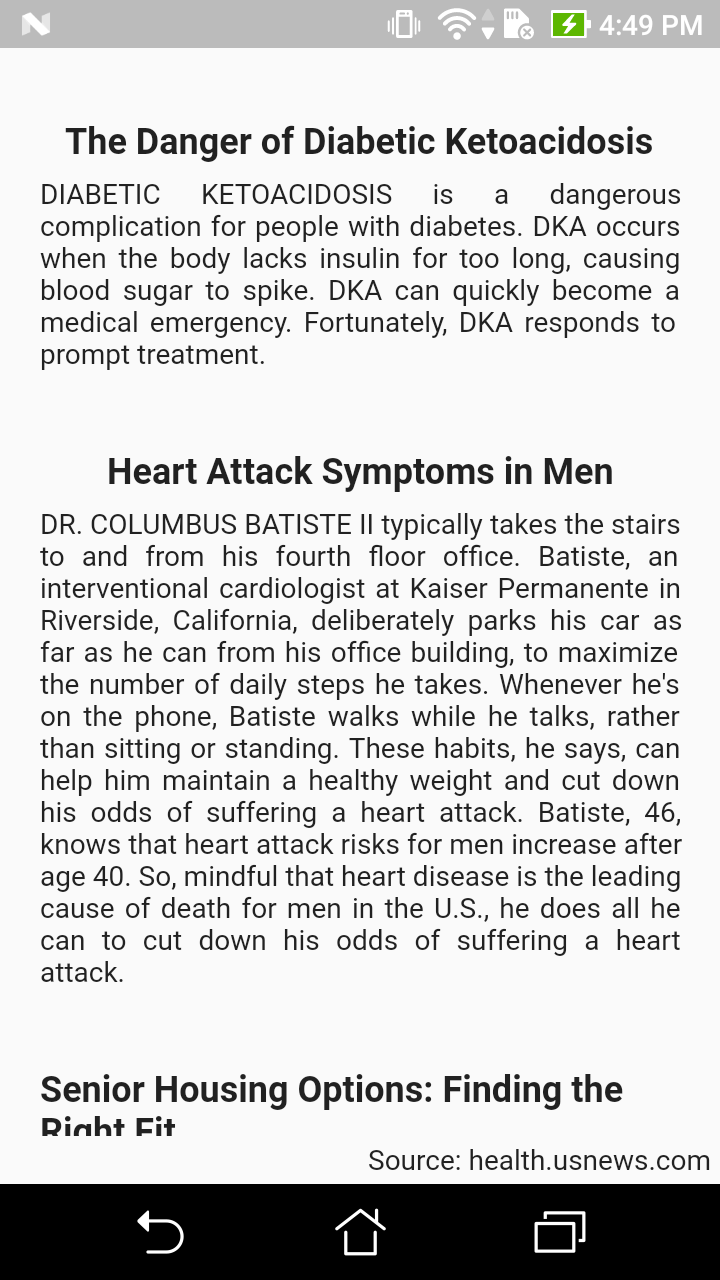 4:49 PM
The Danger of Diabetic Ketoacidosis
DIABETIC KETOACIDOSIS is a dangerous
complication for people with diabetes. DKA occurs
when the body lacks insulin for too long, causing
blood sugar to spike. DKA can quickly become a
medical emergency. Fortunately, DKA responds to
prompt treatment.
Heart Attack Symptoms in Men
DR. COLUMBUS BATISTE II typically takes the stairs
to and from his fourth floor office. Batiste, an
interventional cardiologist at Kaiser Permanente in
Riverside, California, deliberately parks his car as
far as he can from his office building, to maximize
the number of daily steps he takes. Whenever he's
on the phone, Batiste walks while he talks, rather
than sitting or standing. These habits, he says, can
help him maintain a healthy weight and cut down
his odds of suffering a heart attack. Batiste, 46,
knows that heart attack risks for men increase after
age 40. So, mindful that heart disease is the leading
cause of death for men in the U.S., he does all he
can to cut down his odds of suffering a heart
attack.
Senior Housing Options: Finding the
Right Fit
Source: health.usnews.com